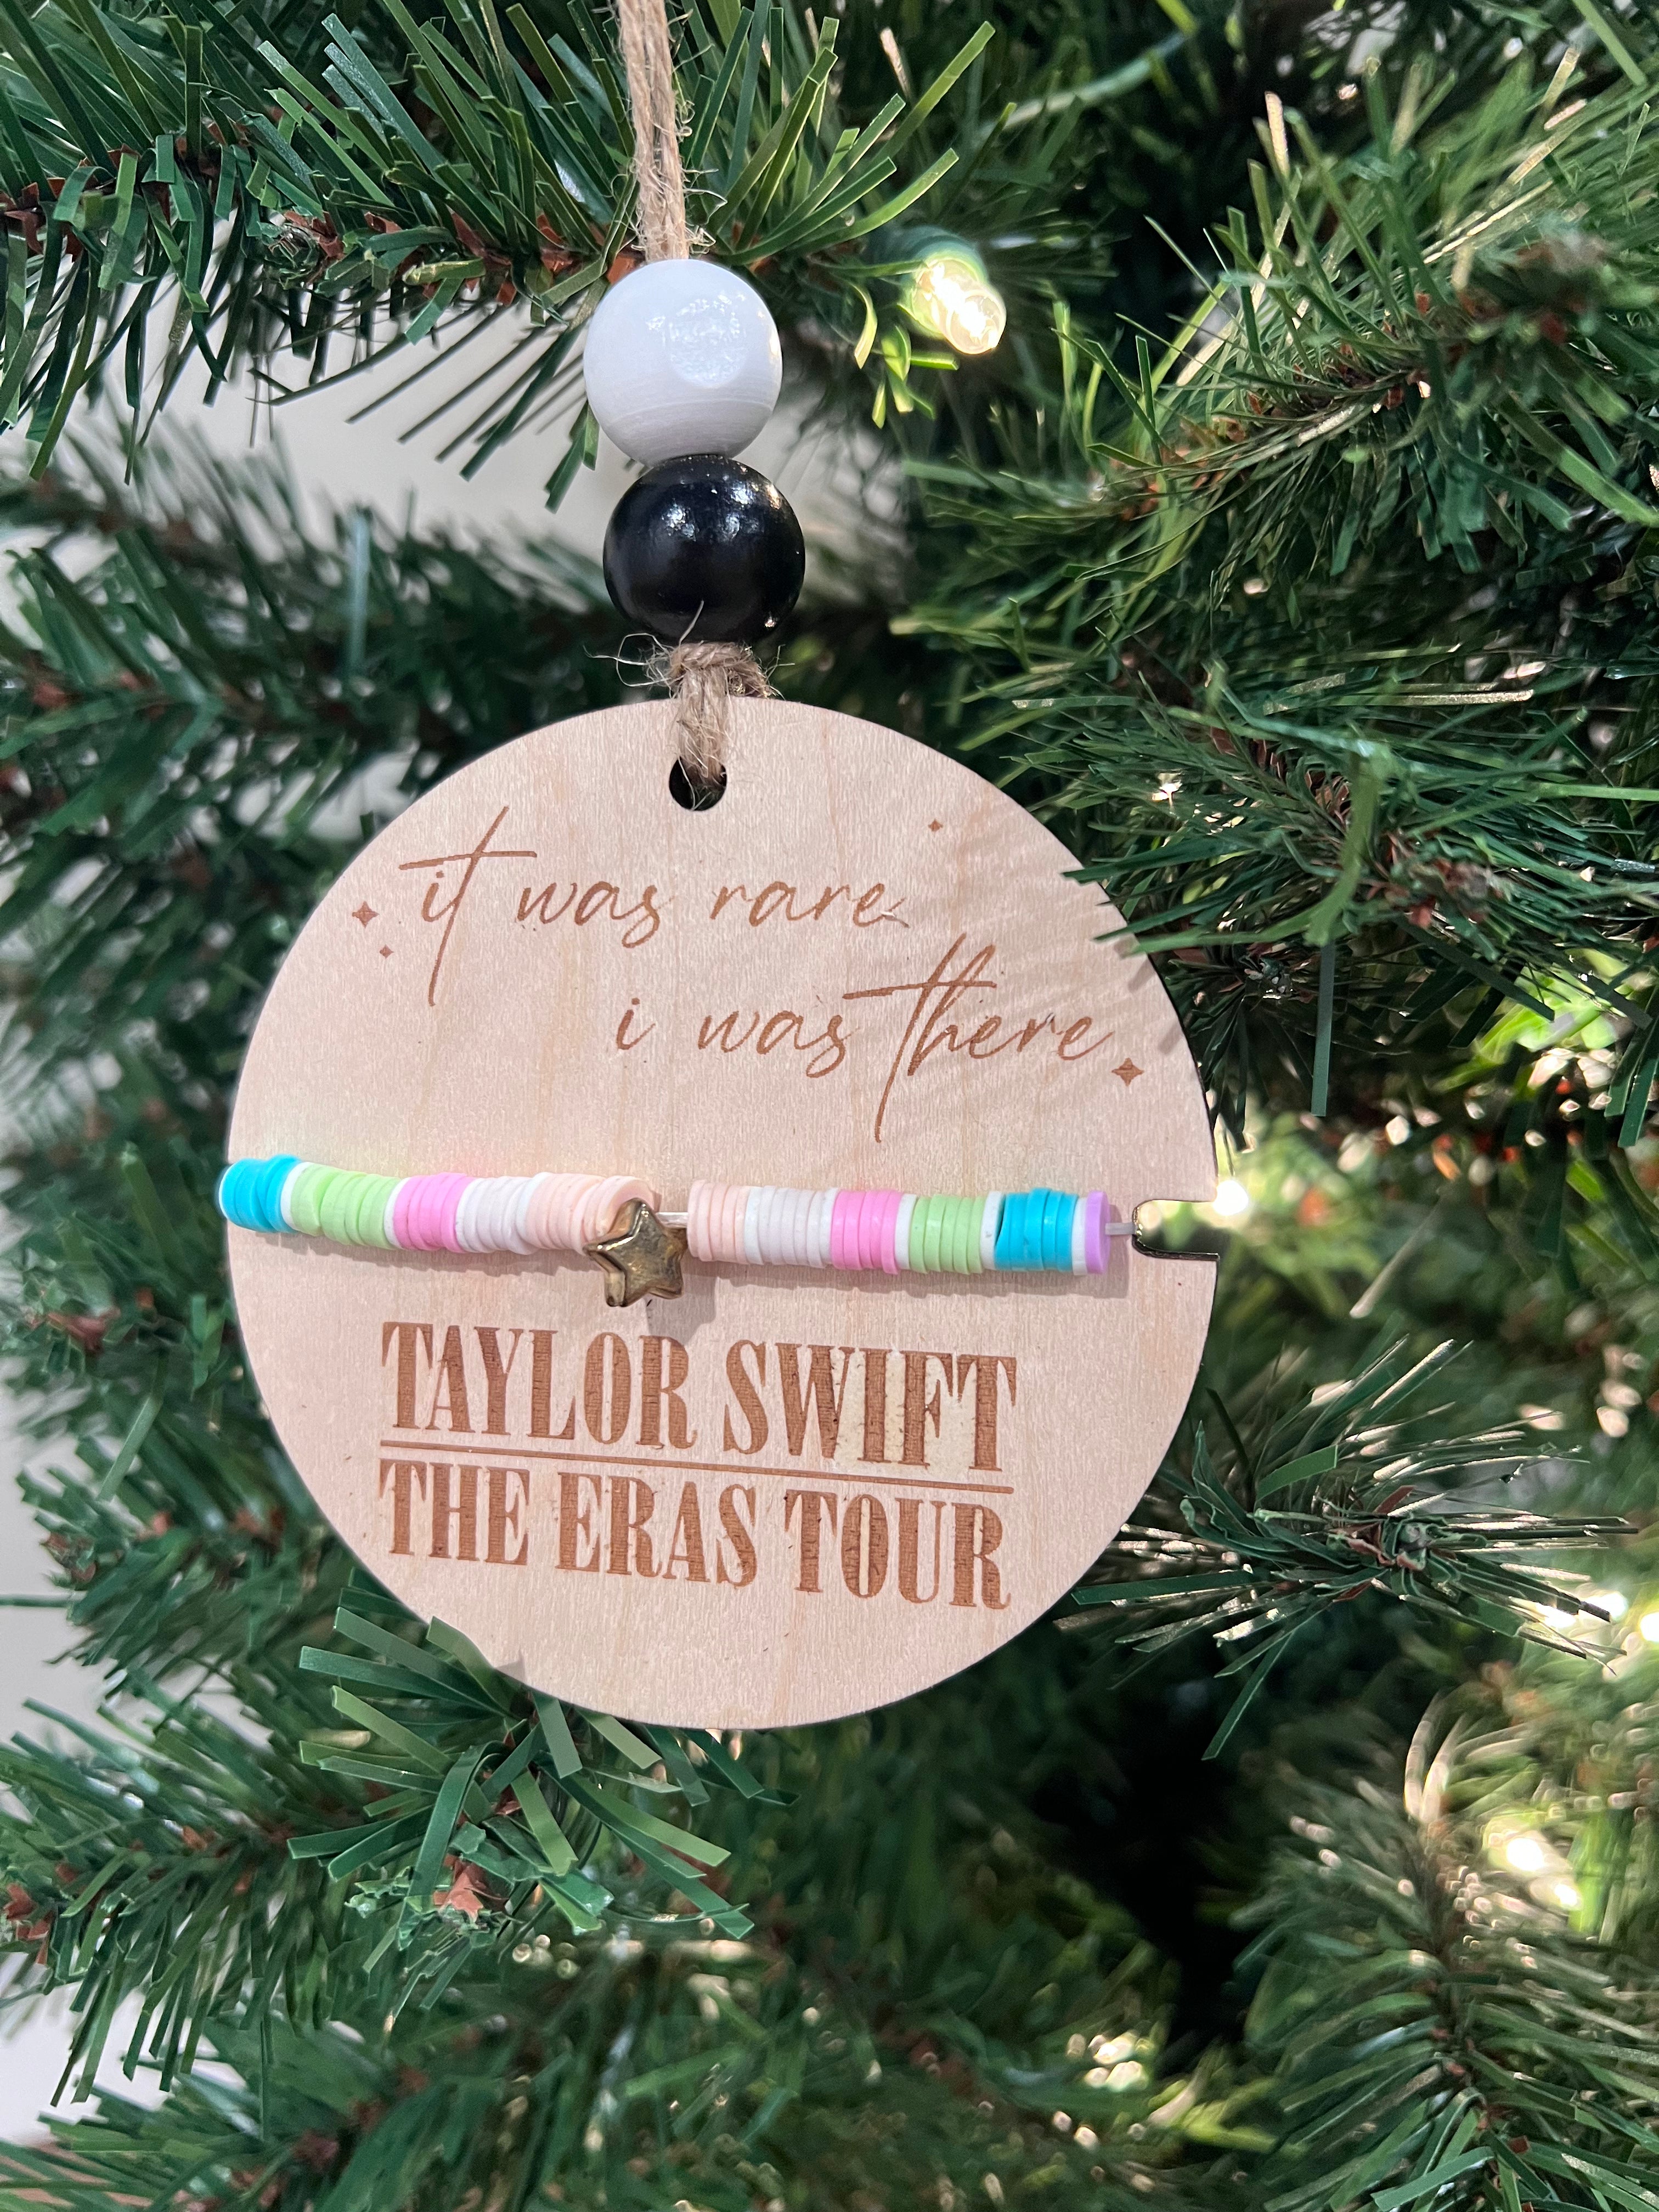 it was rare
i was there
TAYLOR SWIFT
THE ERAS TOUR